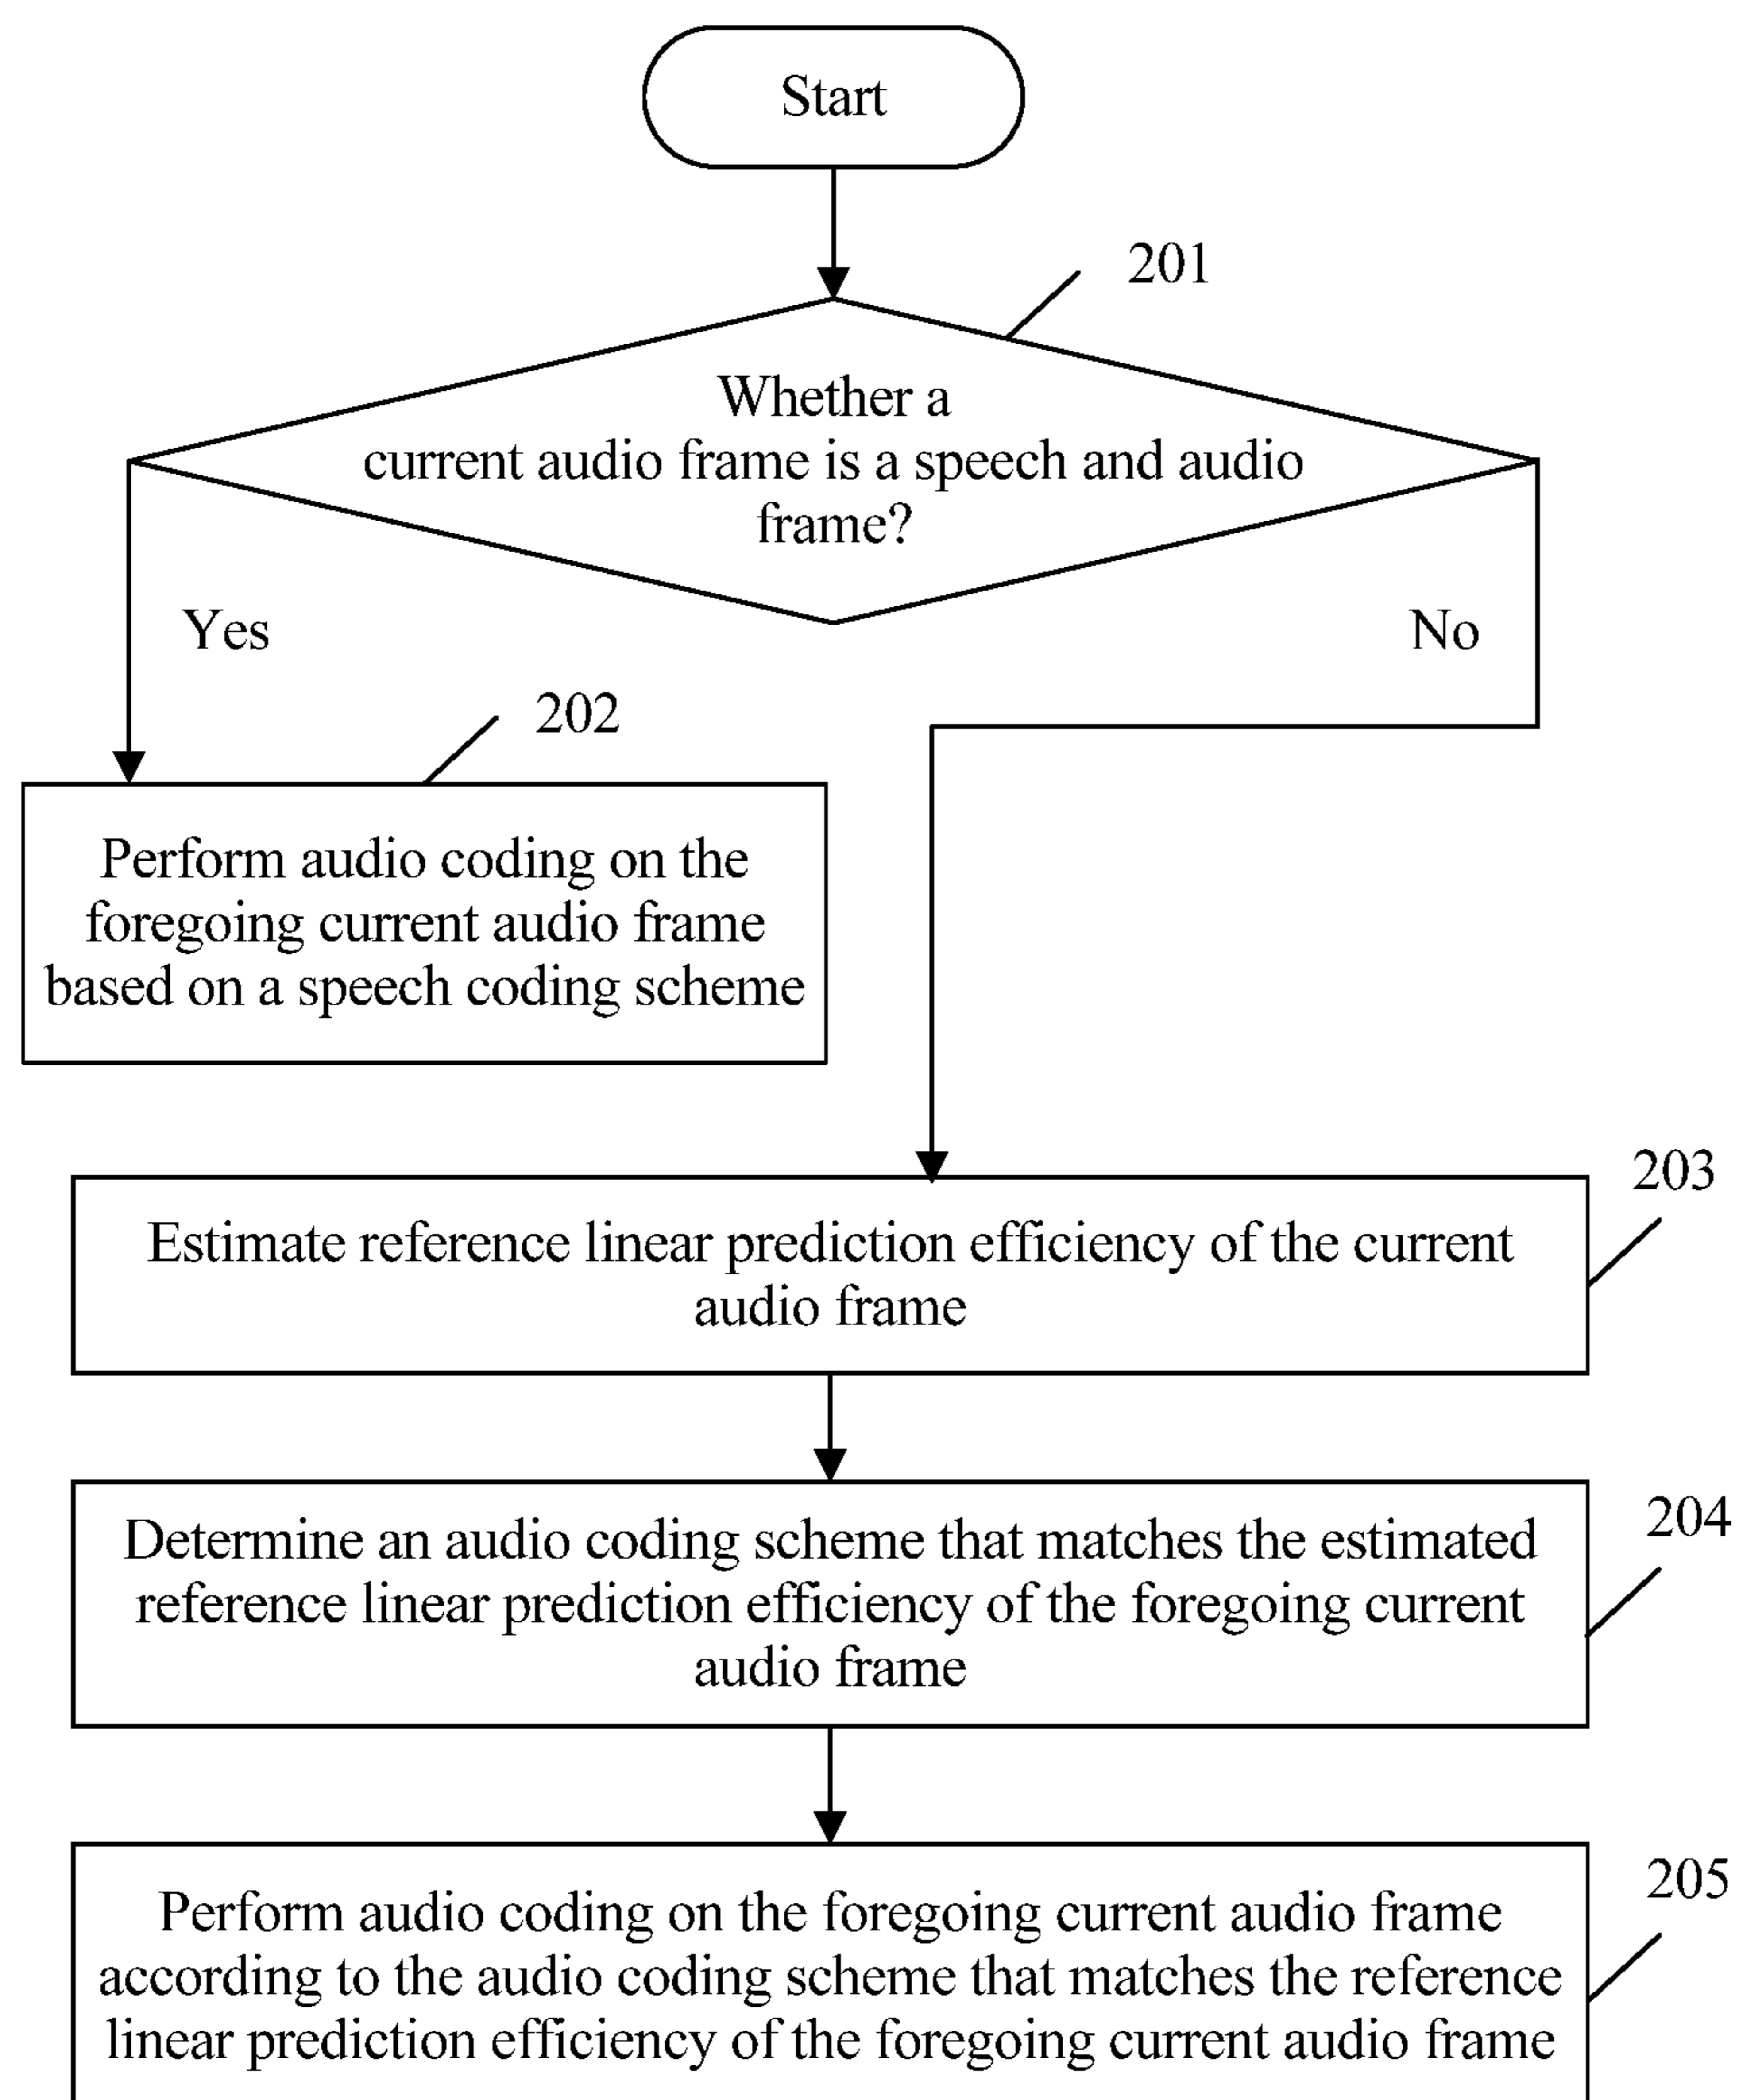 Start
201
Whether a
current audio frame is a speech and audio
frame?
Yes
No
202
Perform audio coding on the
foregoing current audio frame
based on a speech coding scheme
203
Estimate reference linear prediction efficiency of the current
audio frame
204
Determine an audio coding scheme that matches the estimated
reference linear prediction efficiency of the foregoing current
audio frame
205
Perform audio coding on the foregoing current audio frame
according to the audio coding scheme that matches the reference
linear prediction efficiency of the foregoing current audio frame